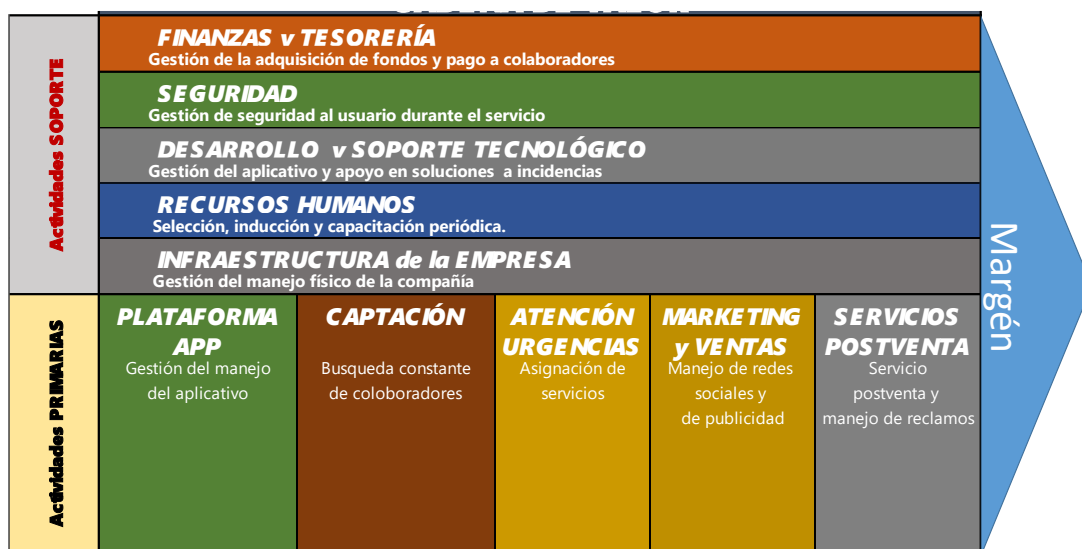 Actividades SOPORTE
FINANZAS y TESORERÍA
Gestión de la adquisición de fondos y pago a colaboradores
SEGURIDAD
Gestión de seguridad al usuario durante el servicio
DESARROLLO y SOPORTE TECNOLÓGICO
Gestión del aplicativo y apoyo en soluciones a incidencias
RECURSOS HUMANOS
Selección, inducción y capacitación periódica.
INFRAESTRUCTURA de la EMPRESA
Gestión del manejo físico de la compañía
Actividades PRIMARIAS
PLATAFORMA
APP
Gestión del manejo
del aplicativo
CAPTACIÓN
Busqueda constante
de coloboradores
ATENCIÓN
URGENCIAS
Asignación de
servicios
MARKETING
y VENTAS
Manejo de redes
sociales y
de publicidad
SERVICIOS
POSTVENTA
Servicio
postventa y
manejo de reclamos
Margén